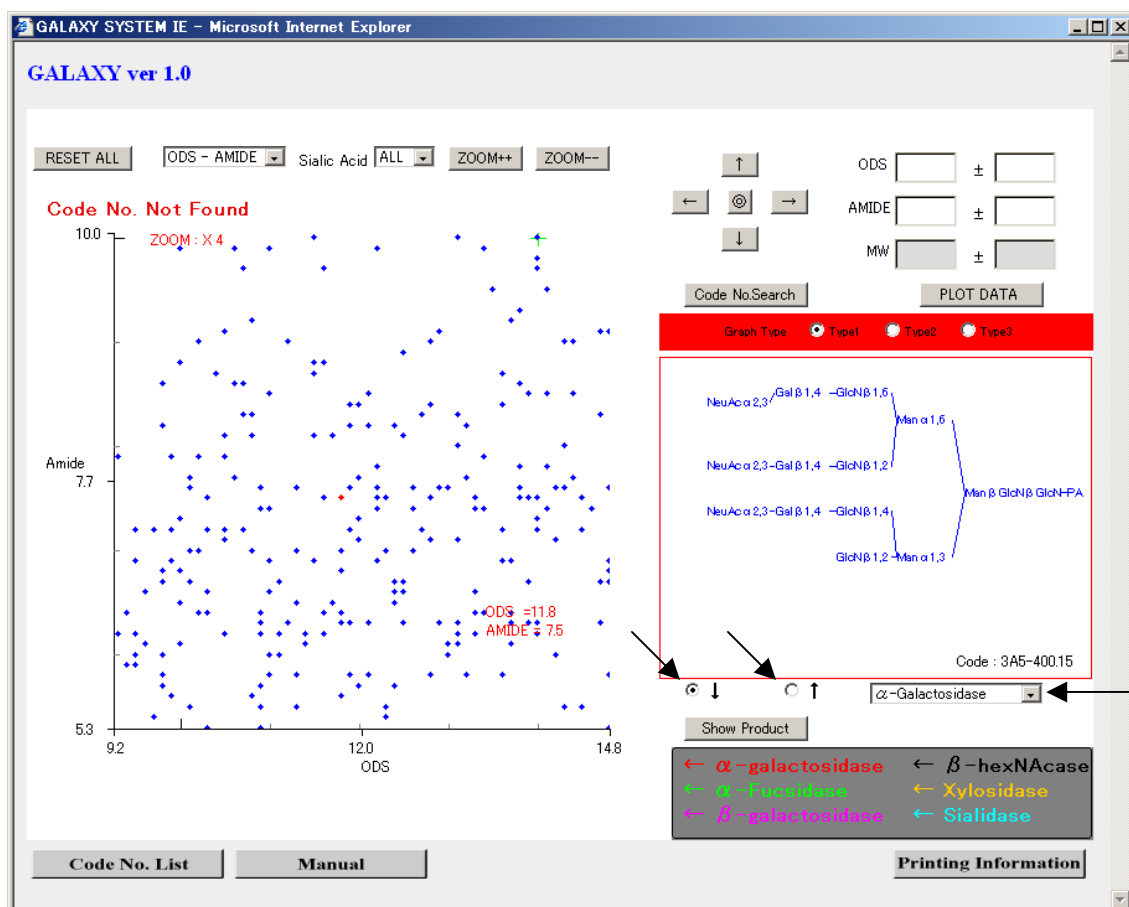 GALAXY SYSTEM IE - Microsoft Internet Explorer
GALAXY ver 1.0
RESET ALL ODS - AMIDE Sialic Acid ALL ZOOM++ ZOOM--
↑
← ◎ →
↓
ODS ±
AMIDE ±
MW ±
Code No. Not Found
ZOOM : X 4
Code No.Search PLOT DATA
Graph Type Type1 Type2 Type3
10.0
Amide
7.7
5.3
9.2 12.0 14.8
ODS
ODS =11.8
AMIDE = 7.5
NeuAcα2,3 Galβ1,4 -GlcNβ1,6
Manα1,6
NeuAcα2,3-Galβ1,4 -GlcNβ1,2
Manβ GlcNβ GlcN-PA
NeuAcα2,3-Galβ1,4 -GlcNβ1,4
GlcNβ1,2 -Manα1,3
Code : 3A5-400.15
↓ ↑ α-Galactosidase
Show Product
← α-galactosidase ← β-hexNAcase
← α-Fucsidase ← Xylosidase
← β-galactosidase ← Sialidase
Code No. List Manual Printing Information